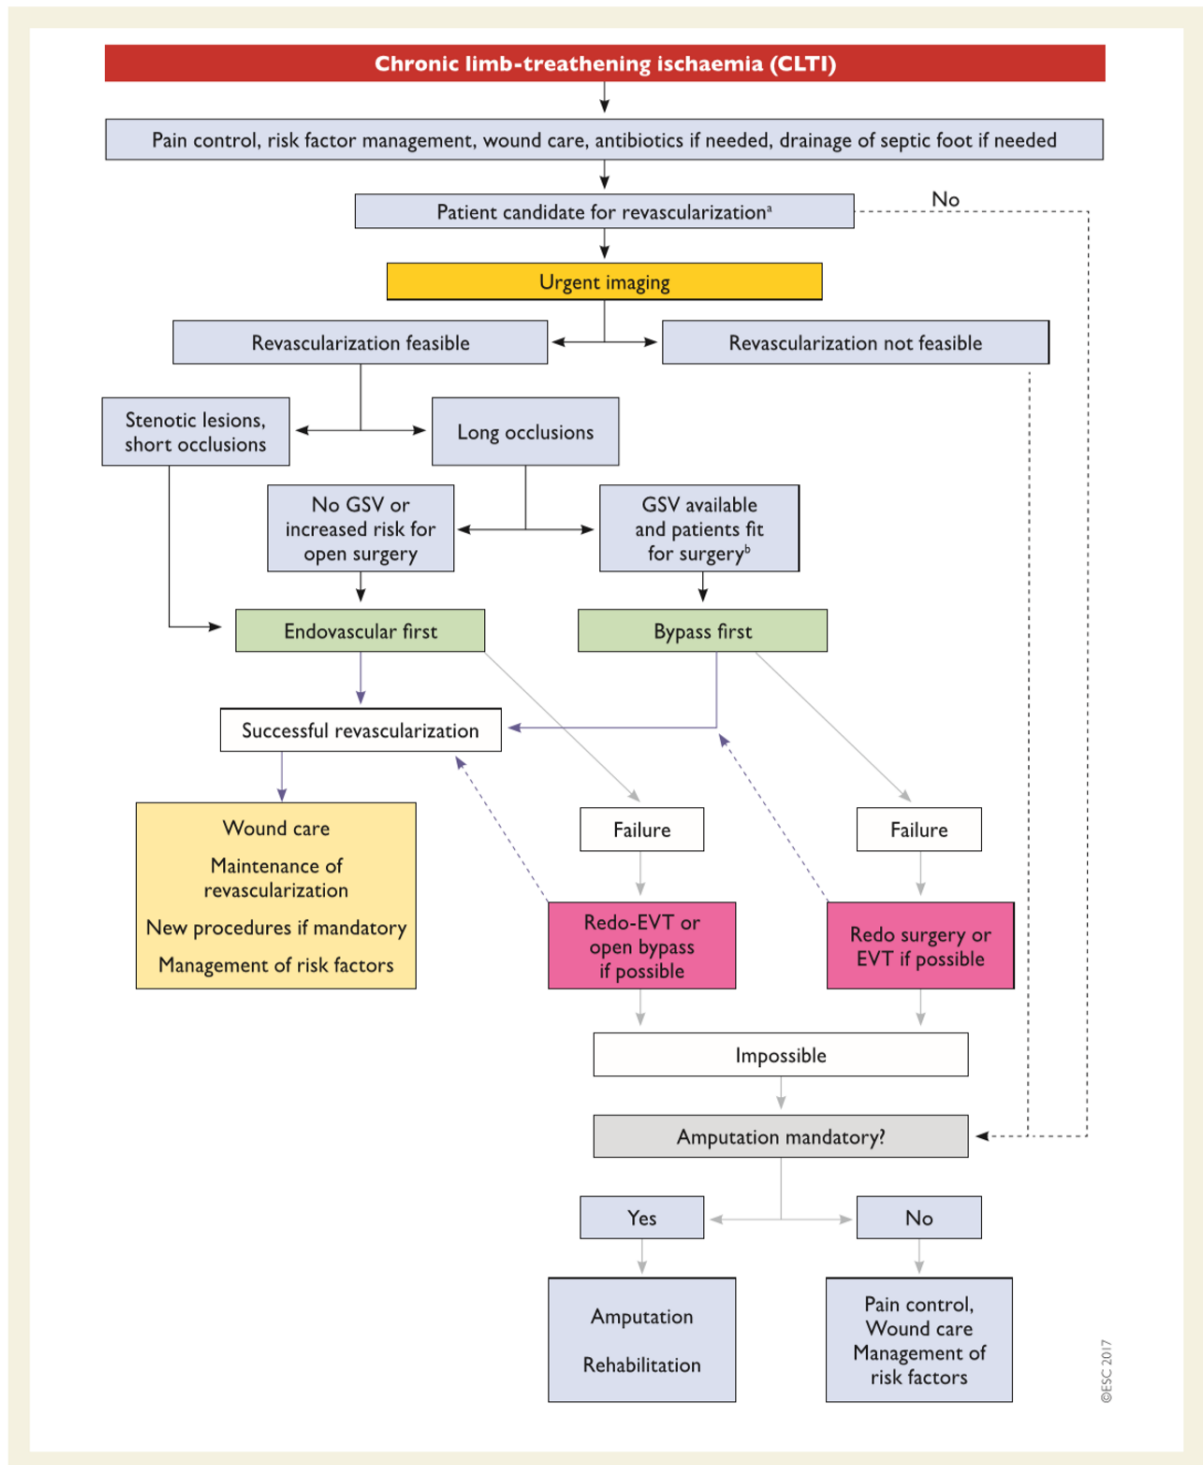 Chronic limb-treathening ischaemia (CLTI)
Pain control, risk factor management, wound care, antibiotics if needed, drainage of septic foot if needed
Patient candidate for revascularizationᵃ
No
Urgent imaging
Revascularization feasible
Revascularization not feasible
Stenotic lesions,
short occlusions
Long occlusions
No GSV or
increased risk for
open surgery
GSV available
and patients fit
for surgeryᵇ
Endovascular first
Bypass first
Successful revascularization
Wound care
Maintenance of
revascularization
New procedures if mandatory
Management of risk factors
Failure
Failure
Redo-EVT or
open bypass
if possible
Redo surgery or
EVT if possible
Impossible
Amputation mandatory?
Yes
No
Amputation
Rehabilitation
Pain control,
Wound care
Management of
risk factors
©ESC 2017